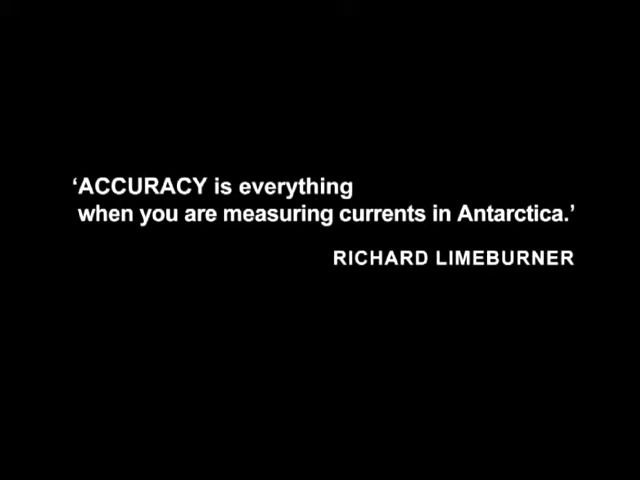 ‘ACCURACY is everything
when you are measuring currents in Antarctica.’
RICHARD LIMEBURNER